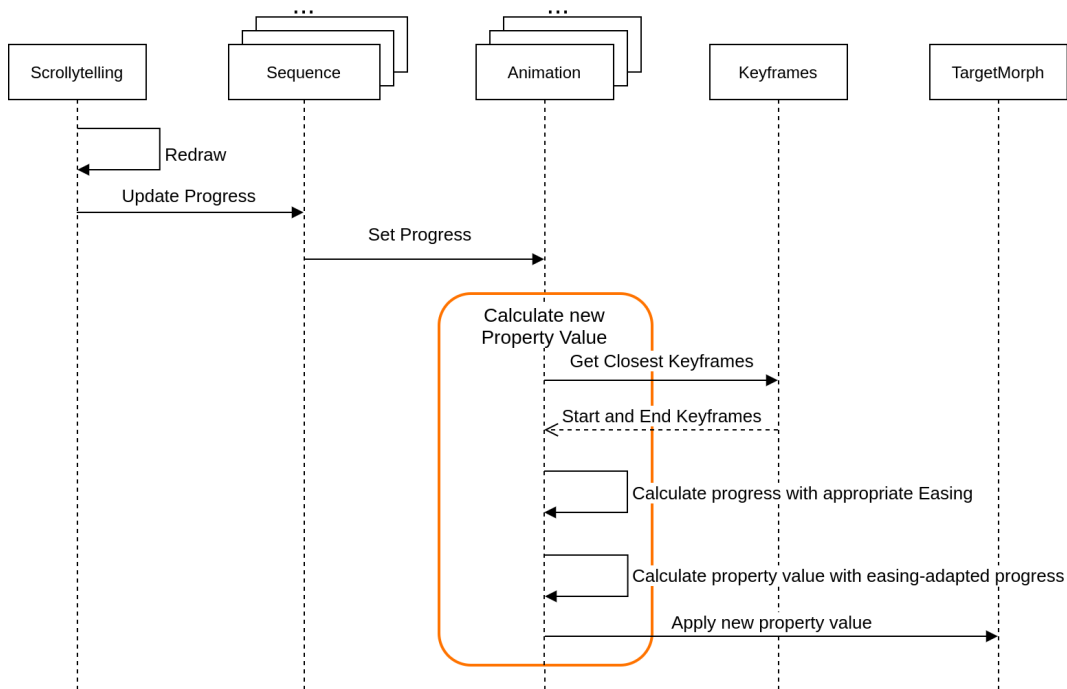 ...
...
Scrollytelling
Sequence
Animation
Keyframes
TargetMorph
Redraw
Update Progress
Set Progress
Calculate new
Property Value
Get Closest Keyframes
Start and End Keyframes
Calculate progress with appropriate Easing
Calculate property value with easing-adapted progress
Apply new property value